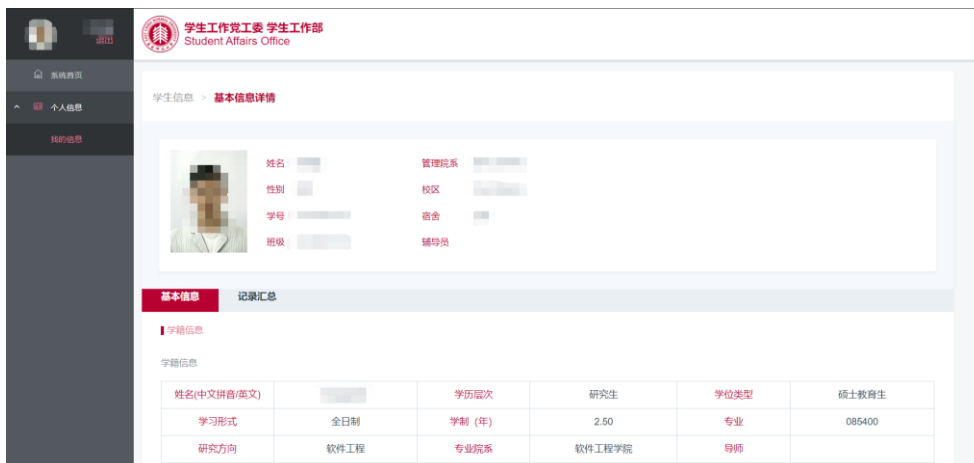 退出
学生工作党工委 学生工作部
Student Affairs Office
系统首页
个人信息
我的信息
学生信息 > 基本信息详情
姓名 管理院系
性别 校区
学号 宿舍
班级 辅导员
基本信息 记录汇总
学籍信息
学籍信息
姓名(中文拼音/英文) 学历层次 研究生 学位类型 硕士教育生
学习形式 全日制 学制 (年) 2.50 专业 085400
研究方向 软件工程 专业院系 软件工程学院 导师